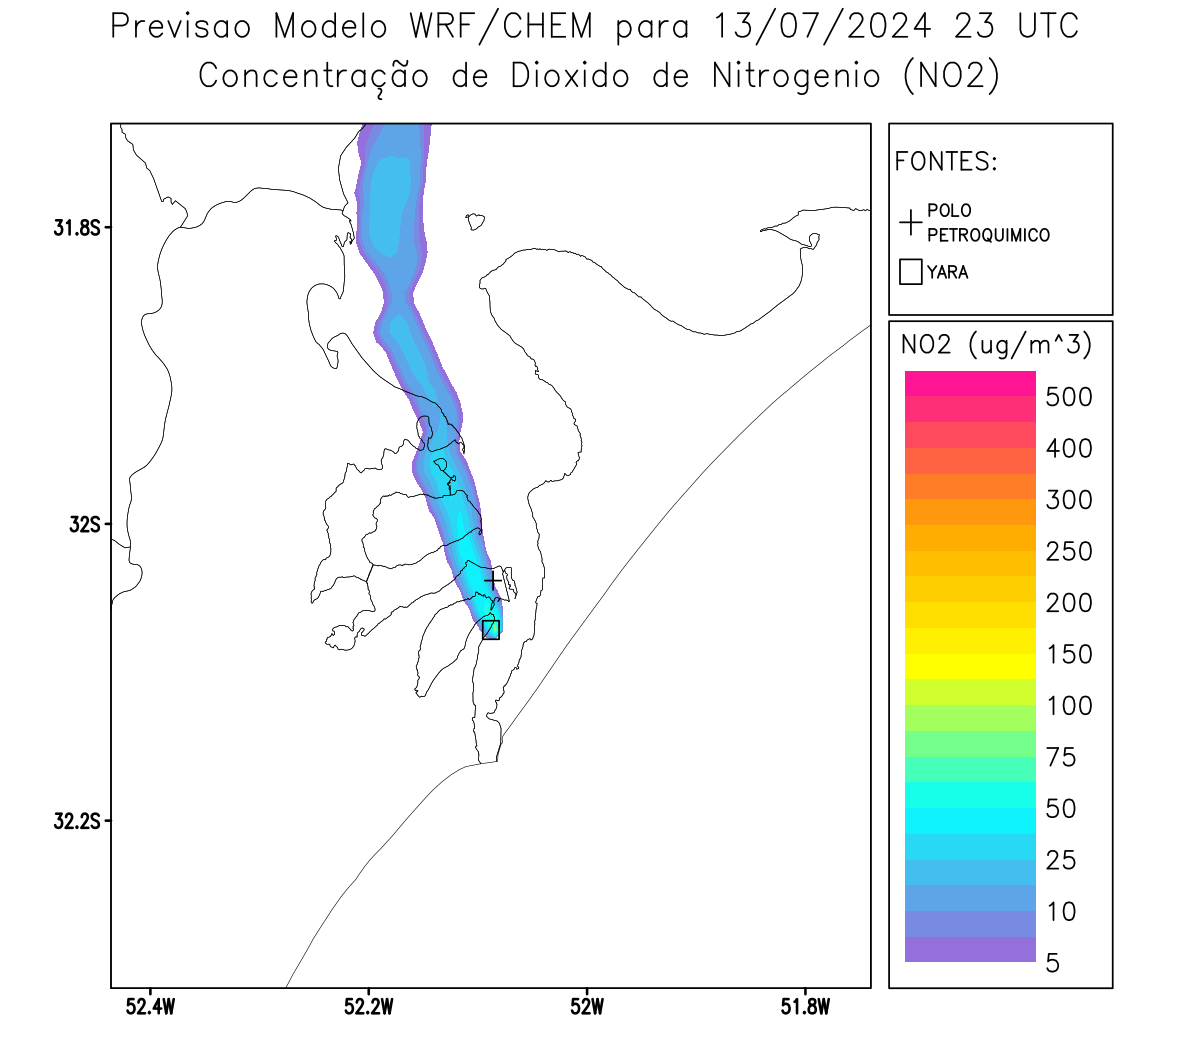 Previsao Modelo WRF/CHEM para 13/07/2024 23 UTC
Concentração de Dioxido de Nitrogenio (NO2)
FONTES:
POLO
PETROQUIMICO
YARA
31.8S
32S
32.2S
52.4W
52.2W
52W
51.8W
NO2 (ug/m^3)
500
400
300
250
200
150
100
75
50
25
10
5